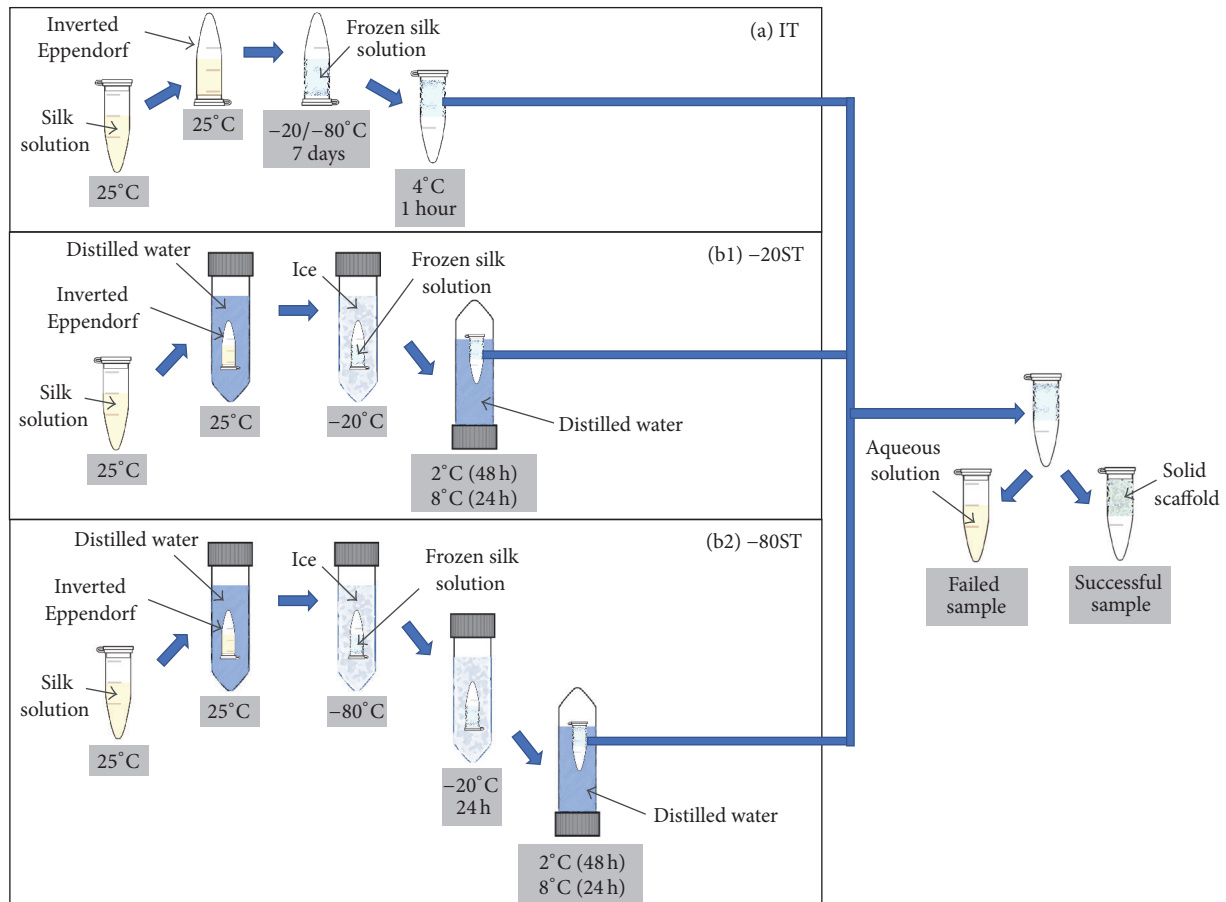 (a) IT
Inverted
Eppendorf
Frozen silk
solution
Silk
solution
25°C
25°C
−20/−80°C
7 days
4°C
1 hour
(b1) −20ST
Distilled water
Ice
Frozen silk
solution
Inverted
Eppendorf
Silk
solution
25°C
25°C
−20°C
Distilled water
2°C (48 h)
8°C (24 h)
(b2) −80ST
Distilled water
Ice
Frozen silk
solution
Inverted
Eppendorf
Silk
solution
25°C
25°C
−80°C
−20°C
24 h
Distilled water
2°C (48 h)
8°C (24 h)
Aqueous
solution
Solid
scaffold
Failed
sample
Successful
sample